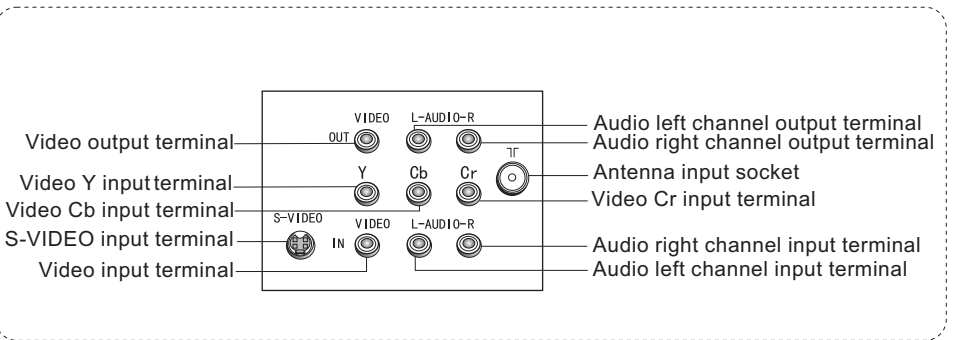 VIDEO L-AUDIO-R
Video output terminal OUT Audio left channel output terminal
Audio right channel output terminal
Y Cb Cr Antenna input socket
Video Y input terminal
Video Cr input terminal
Video Cb input terminal
S-VIDEO VIDEO L-AUDIO-R
S-VIDEO input terminal IN Audio right channel input terminal
Video input terminal Audio left channel input terminal